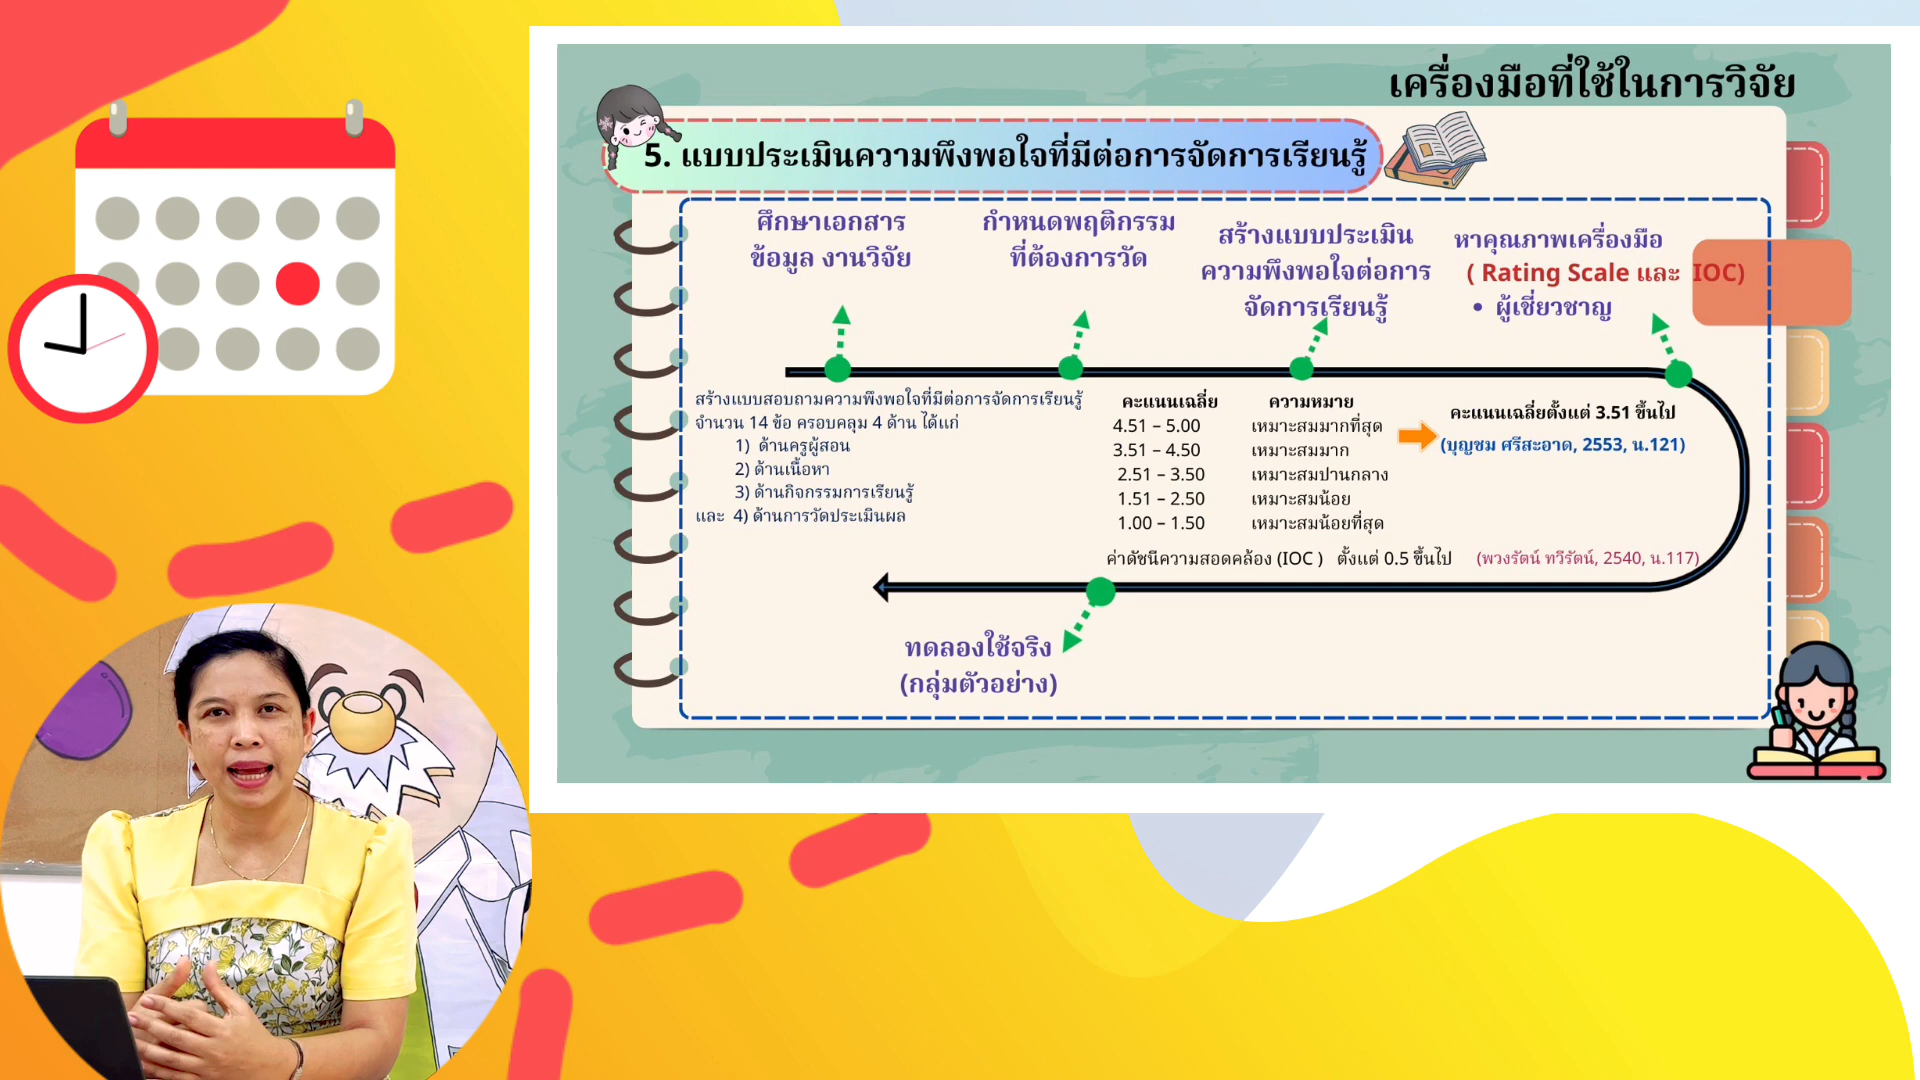 เครื่องมือที่ใช้ในการวิจัย
5. แบบประเมินความพึงพอใจที่มีต่อการจัดการเรียนรู้
ศึกษาเอกสาร
ข้อมูล งานวิจัย
กำหนดพฤติกรรม
ที่ต้องการวัด
สร้างแบบประเมิน
ความพึงพอใจต่อการ
จัดการเรียนรู้
หาคุณภาพเครื่องมือ
( Rating Scale และ IOC)
• ผู้เชี่ยวชาญ
สร้างแบบสอบถามความพึงพอใจที่มีต่อการจัดการเรียนรู้
จำนวน 14 ข้อ ครอบคลุม 4 ด้าน ได้แก่
1) ด้านครูผู้สอน
2) ด้านเนื้อหา
3) ด้านกิจกรรมการเรียนรู้
และ 4) ด้านการวัดประเมินผล
คะแนนเฉลี่ย ความหมาย
4.51 – 5.00 เหมาะสมมากที่สุด
3.51 – 4.50 เหมาะสมมาก
2.51 – 3.50 เหมาะสมปานกลาง
1.51 – 2.50 เหมาะสมน้อย
1.00 – 1.50 เหมาะสมน้อยที่สุด
คะแนนเฉลี่ยตั้งแต่ 3.51 ขึ้นไป
(บุญชม ศรีสะอาด, 2553, น.121)
ค่าดัชนีความสอดคล้อง (IOC ) ตั้งแต่ 0.5 ขึ้นไป (พวงรัตน์ ทวีรัตน์, 2540, น.117)
ทดลองใช้จริง
(กลุ่มตัวอย่าง)